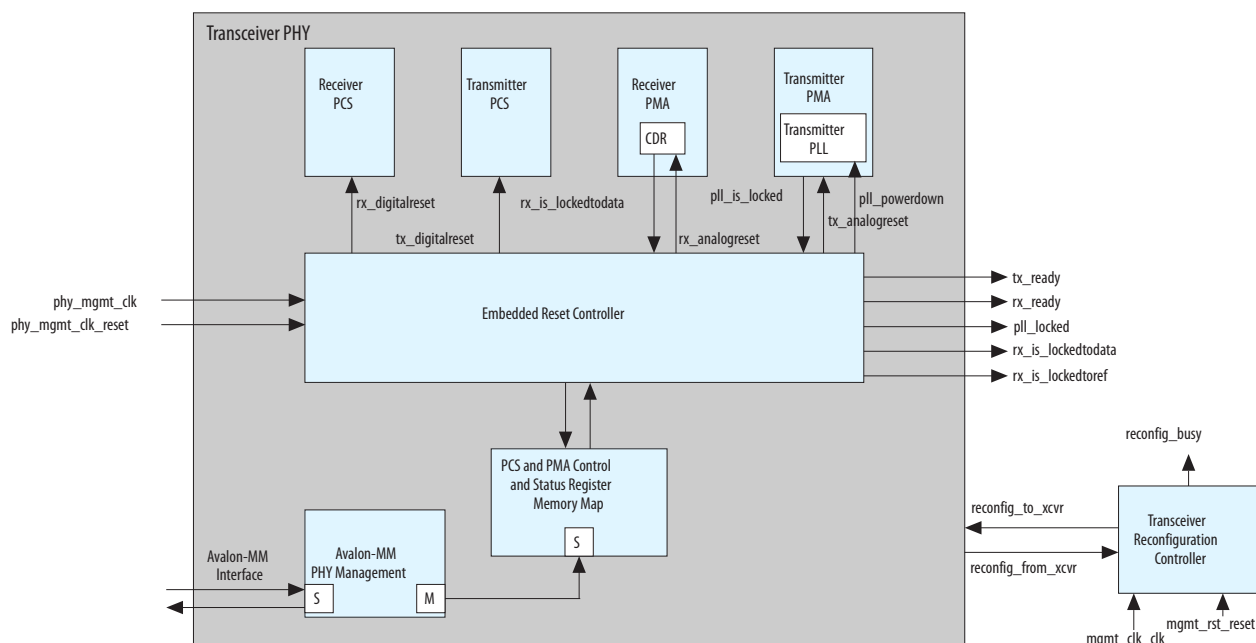 Transceiver PHY
Receiver
PCS
Transmitter
PCS
Receiver
PMA
CDR
Transmitter
PMA
Transmitter
PLL
rx_digitalreset
rx_is_lockedtodata
pll_is_locked
pll_powerdown
tx_analogreset
tx_digitalreset
rx_analogreset
phy_mgmt_clk
phy_mgmt_clk_reset
Embedded Reset Controller
tx_ready
rx_ready
pll_locked
rx_is_lockedtodata
rx_is_lockedtoref
PCS and PMA Control
and Status Register
Memory Map
S
Avalon-MM
Interface
Avalon-MM
PHY Management
S
M
reconfig_busy
reconfig_to_xcvr
reconfig_from_xcvr
Transceiver
Reconfiguration
Controller
mgmt_rst_reset
mgmt_clk_clk